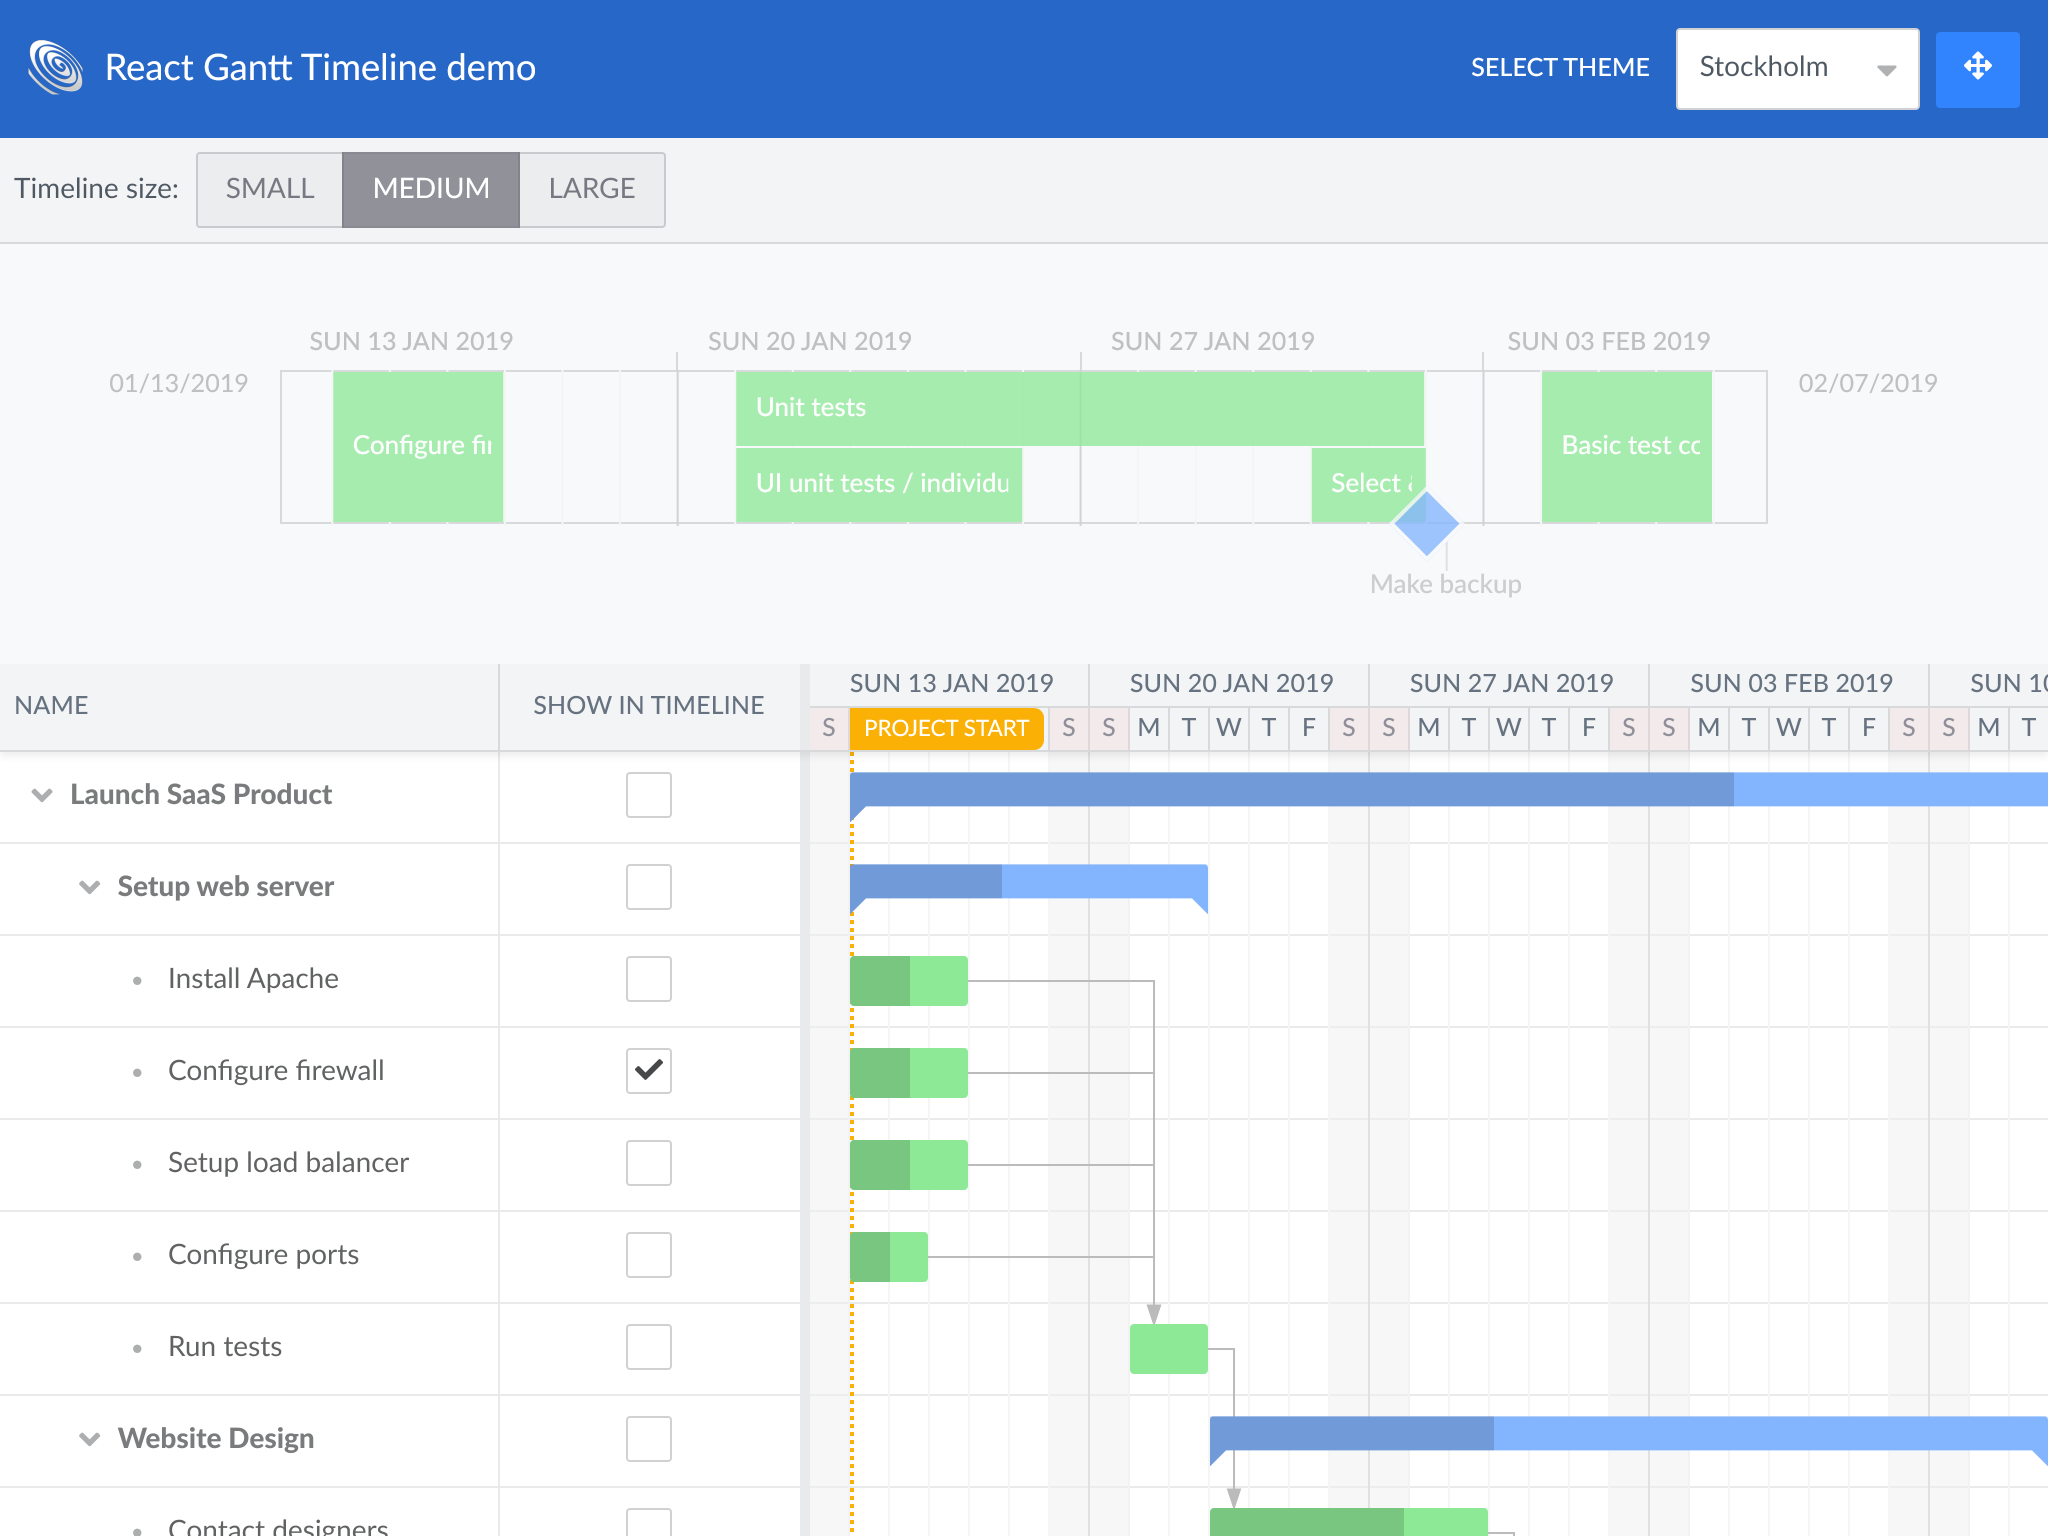 React Gantt Timeline demo
SELECT THEME
Stockholm
Timeline size:
SMALL
MEDIUM
LARGE
SUN 13 JAN 2019
SUN 20 JAN 2019
SUN 27 JAN 2019
SUN 03 FEB 2019
01/13/2019
02/07/2019
Unit tests
Configure
Basic test
UI unit tests / individu
Select
Make backup
NAME
SHOW IN TIMELINE
SUN 13 JAN 2019
SUN 20 JAN 2019
SUN 27 JAN 2019
SUN 03 FEB 2019
SUN
S PROJECT START S S M T W T F S S M T W T F S S M T W T F S S M T
Launch SaaS Product
Setup web server
Install Apache
Configure firewall
Setup load balancer
Configure ports
Run tests
Website Design
Contact designers